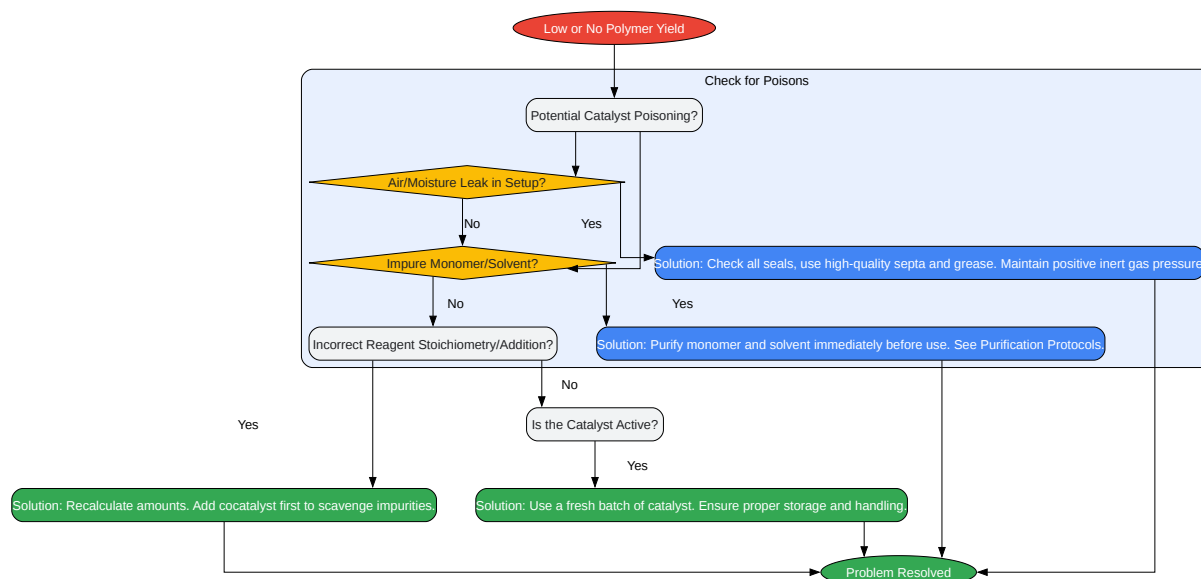 Low or No Polymer Yield
Check for Poisons
Potential Catalyst Poisoning?
Air/Moisture Leak in Setup?
No
Yes
Impure Monomer/Solvent?
Solution: Check all seals, use high-quality septa and grease. Maintain positive inert gas pressure.
No
Yes
Incorrect Reagent Stoichiometry/Addition?
Solution: Purify monomer and solvent immediately before use. See Purification Protocols.
No
Yes
Is the Catalyst Active?
Yes
Solution: Recalculate amounts. Add cocatalyst first to scavenge impurities.
Solution: Use a fresh batch of catalyst. Ensure proper storage and handling.
Problem Resolved